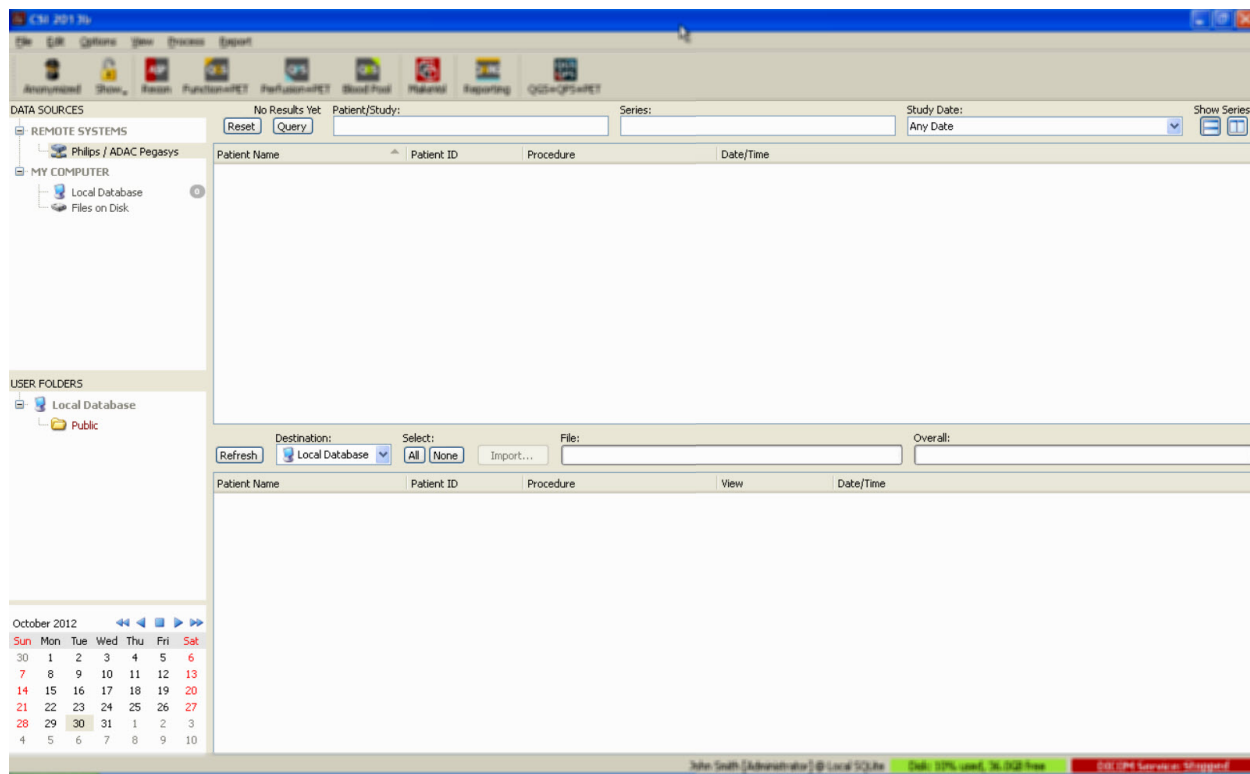 CSI 2013b
File Edit Options View Process Export
Anonymized Show... Recon Function+PET Perfusion+PET Blood Pool Reporting QGS+QPS+PET
DATA SOURCES
REMOTE SYSTEMS
Philips / ADAC Pegasys
MY COMPUTER
Local Database 0
Files on Disk
No Results Yet Patient/Study: Series: Study Date: Show Series
Reset Query Any Date
Patient Name Patient ID Procedure Date/Time
USER FOLDERS
Local Database
Public
Destination: Select: File: Overall:
Refresh Local Database All None Import...
Patient Name Patient ID Procedure View Date/Time
October 2012
Sun Mon Tue Wed Thu Fri Sat
30 1 2 3 4 5 6
7 8 9 10 11 12 13
14 15 16 17 18 19 20
21 22 23 24 25 26 27
28 29 30 31 1 2 3
4 5 6 7 8 9 10
John Smith [Administrator] @ Local SQLite Disk: 10% used, 36.0GB free DICOM Service: Stopped